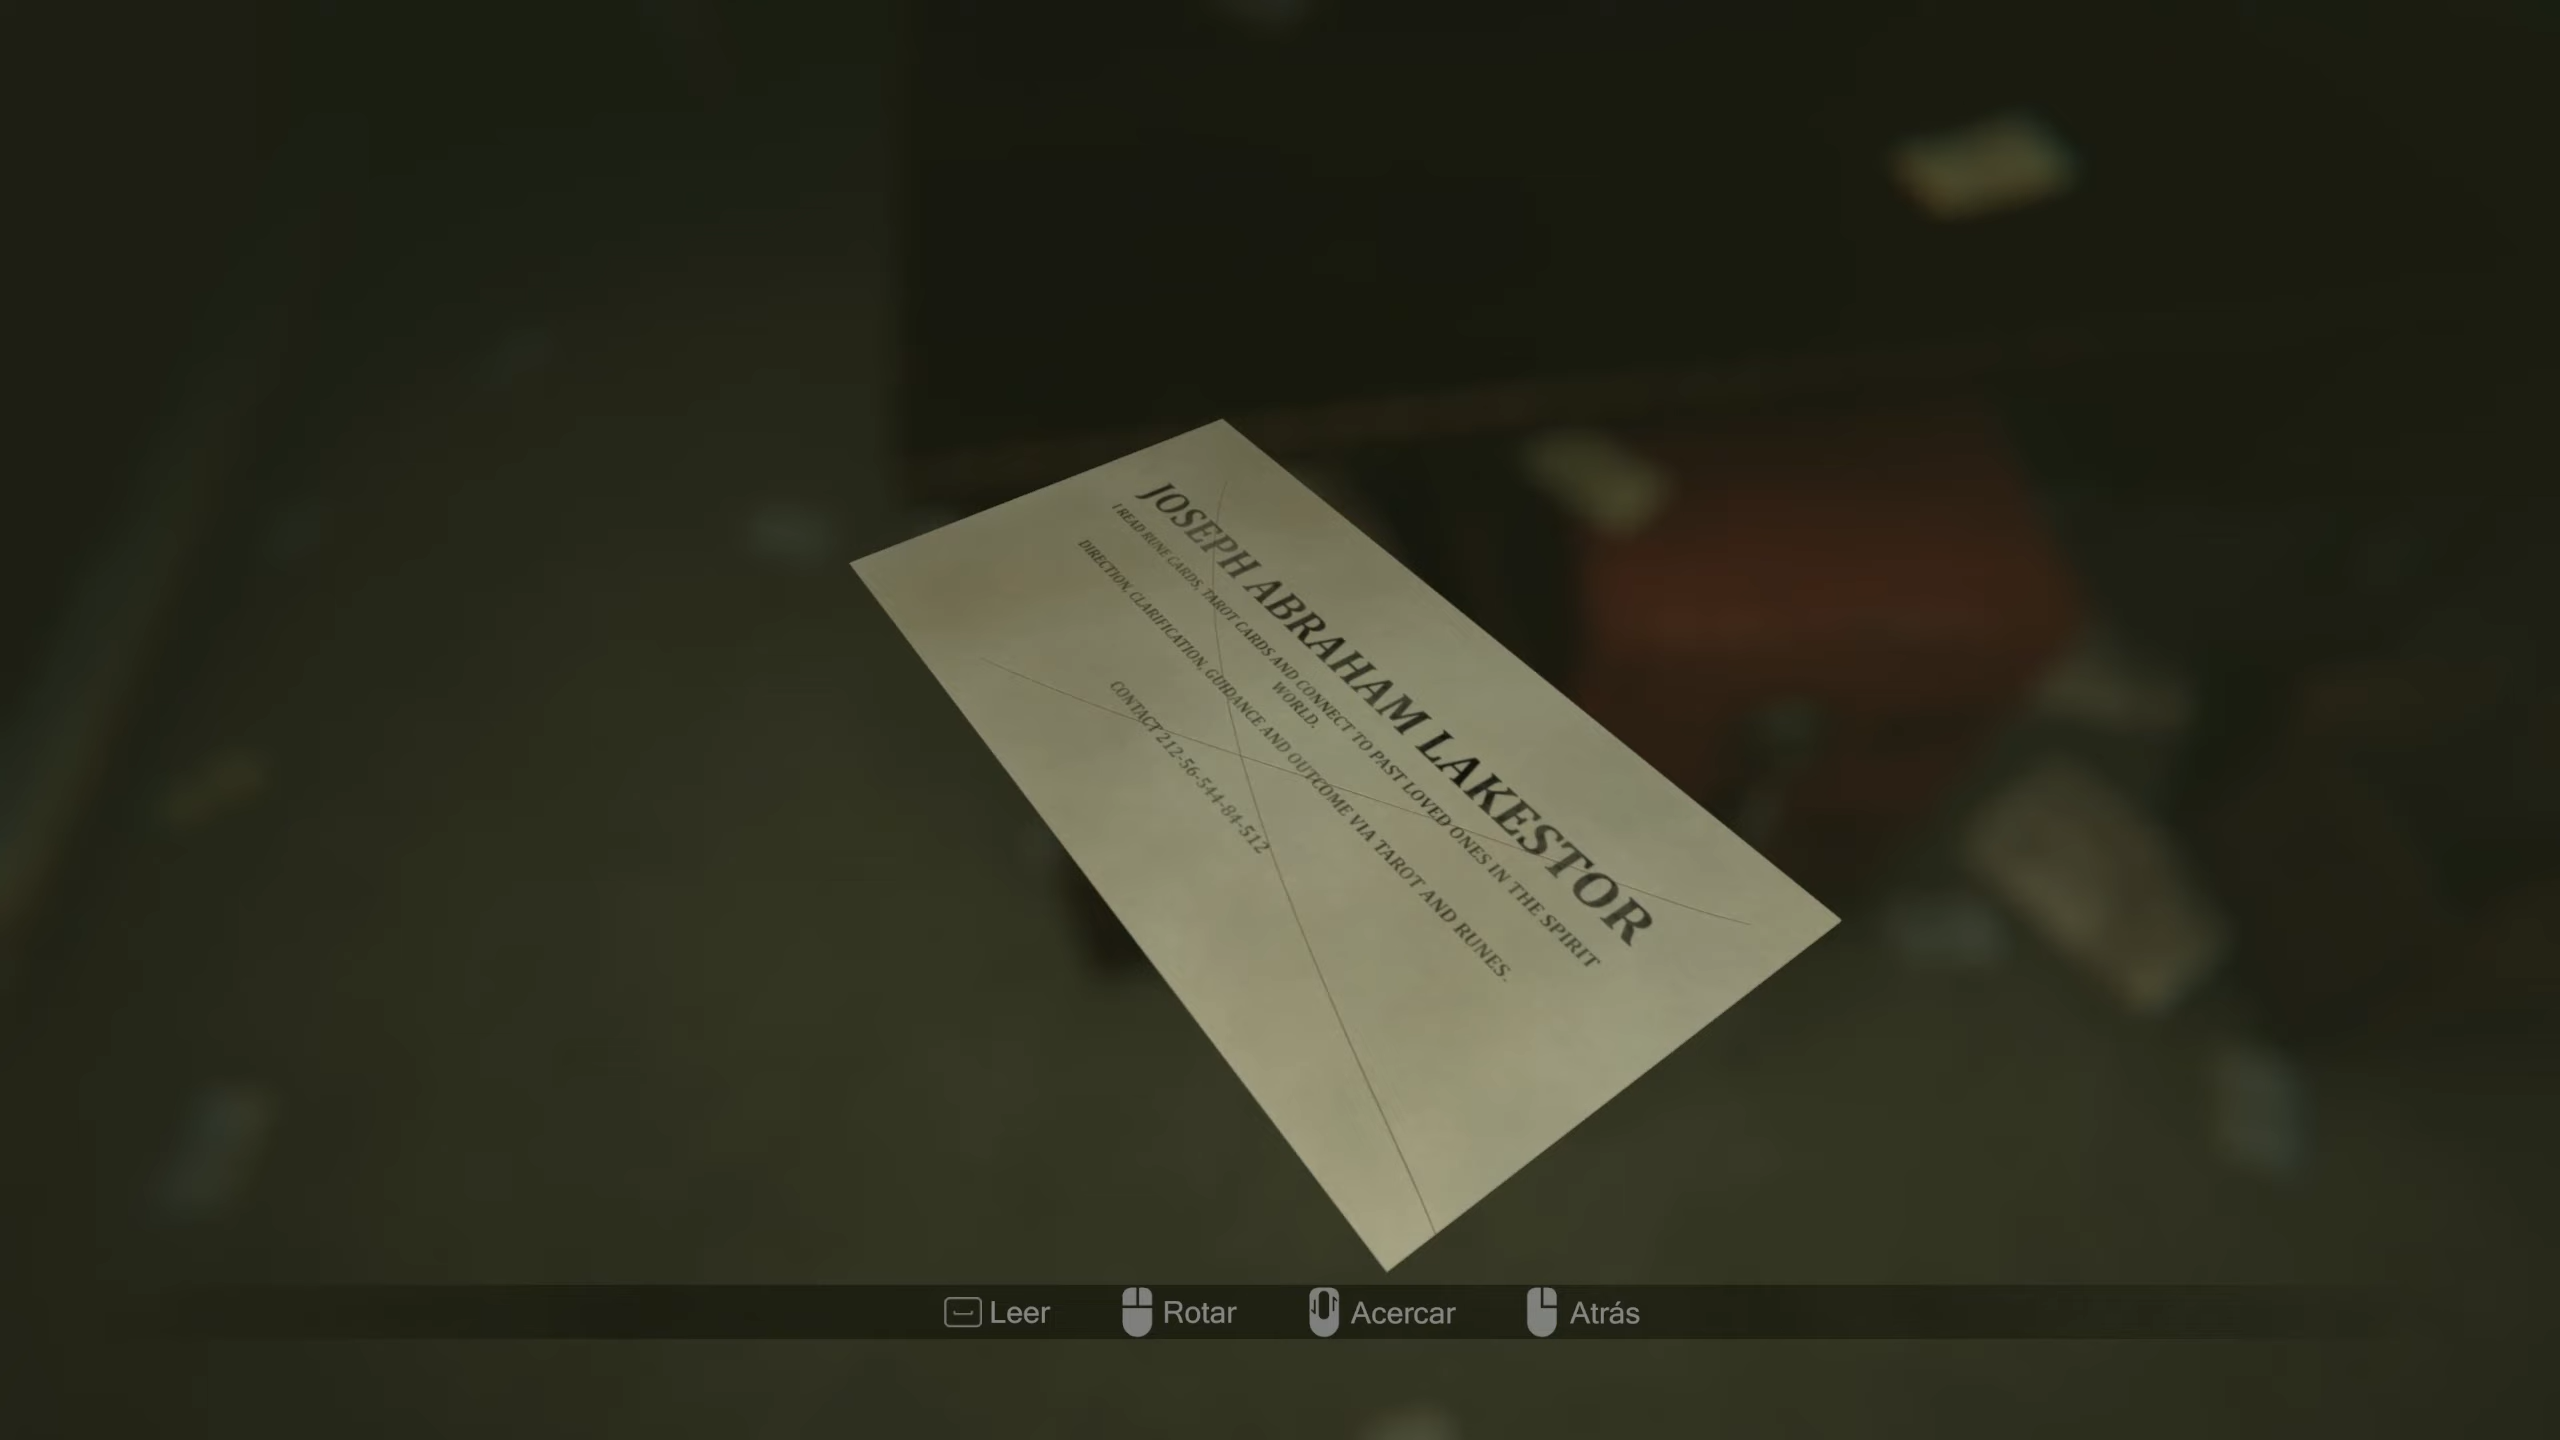 JOSEPH ABRAHAM LAKESTOR
I READ RUNE CARDS, TAROT CARDS AND CONNECT TO PAST LOVED ONES IN THE SPIRIT
WORLD.
DIRECTION, CLARIFICATION, GUIDANCE AND OUTCOME VIA TAROT AND RUNES.
CONTACT 212-56-544-84-512
Leer
Rotar
Acercar
Atrás